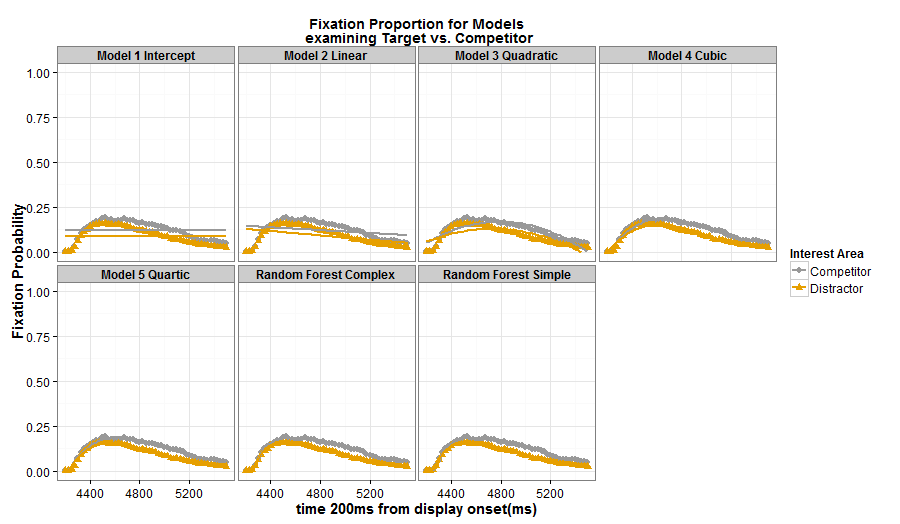 Fixation Proportion for Models
examining Target vs. Competitor
Model 1 Intercept
Model 2 Linear
Model 3 Quadratic
Model 4 Cubic
1.00
0.75
0.50
0.25
0.00
Model 5 Quartic
Random Forest Complex
Random Forest Simple
1.00
0.75
0.50
0.25
0.00
4400 4800 5200
4400 4800 5200
4400 4800 5200
time 200ms from display onset(ms)
Fixation Probability
Interest Area
Competitor
Distractor